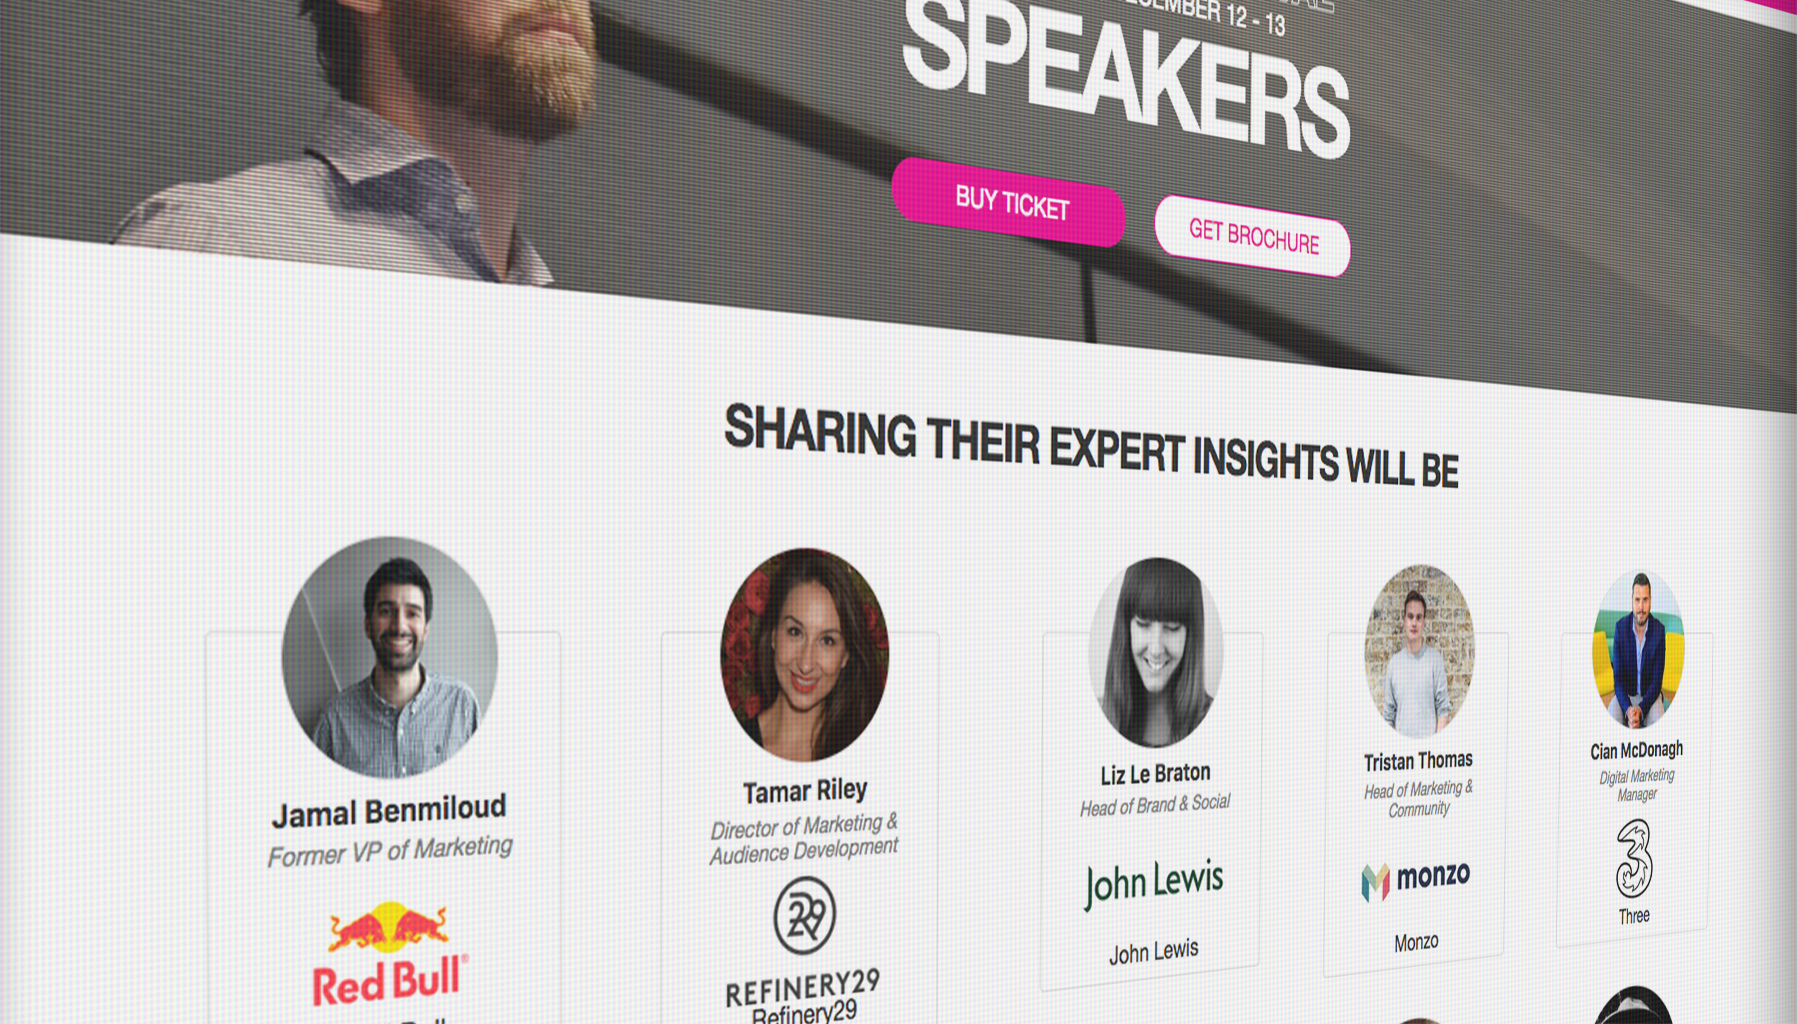 DECEMBER 12 - 13
SPEAKERS
BUY TICKET
GET BROCHURE
SHARING THEIR EXPERT INSIGHTS WILL BE
Jamal Benmiloud
Former VP of Marketing
Red Bull
Tamar Riley
Director of Marketing &
Audience Development
R29
REFINERY29
Refinery29
Liz Le Braton
Head of Brand & Social
John Lewis
John Lewis
Tristan Thomas
Head of Marketing &
Community
monzo
Monzo
Cian McDonagh
Digital Marketing
Manager
3
Three